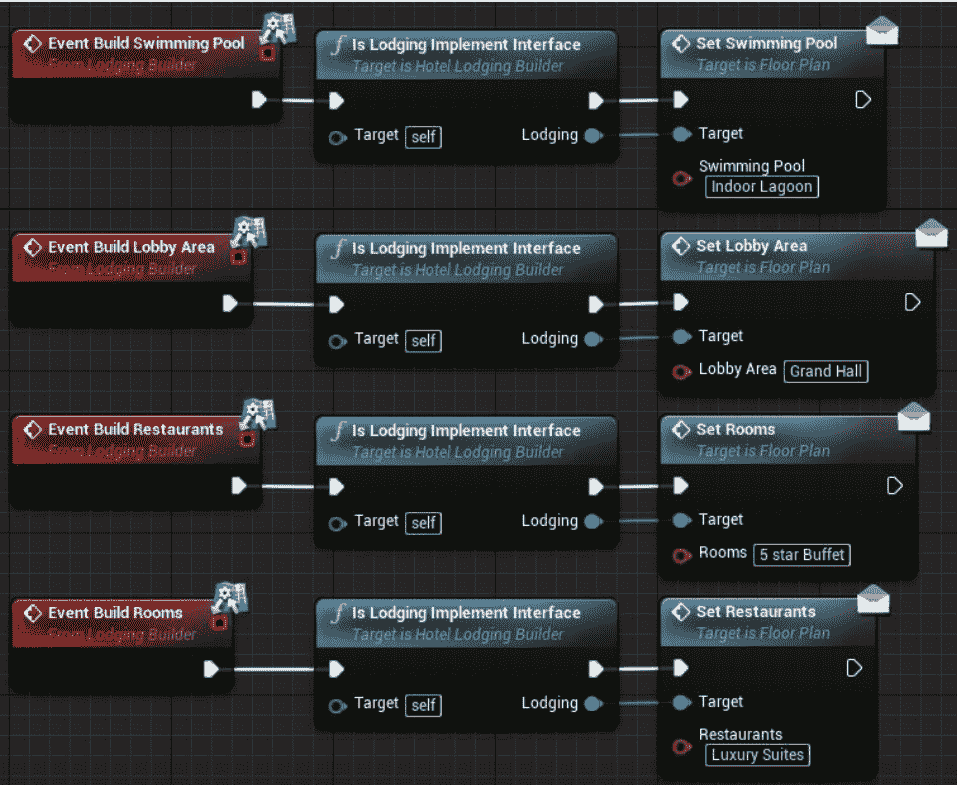 Event Build Swimming Pool
From Lodging Builder
f Is Lodging Implement Interface
Target is Hotel Lodging Builder
Target self
Lodging
Set Swimming Pool
Target is Floor Plan
Target
Swimming Pool
Indoor Lagoon
Event Build Lobby Area
From Lodging Builder
f Is Lodging Implement Interface
Target is Hotel Lodging Builder
Target self
Lodging
Set Lobby Area
Target is Floor Plan
Target
Lobby Area Grand Hall
Event Build Restaurants
From Lodging Builder
f Is Lodging Implement Interface
Target is Hotel Lodging Builder
Target self
Lodging
Set Rooms
Target is Floor Plan
Target
Rooms 5 star Buffet
Event Build Rooms
From Lodging Builder
f Is Lodging Implement Interface
Target is Hotel Lodging Builder
Target self
Lodging
Set Restaurants
Target is Floor Plan
Target
Restaurants
Luxury Suites